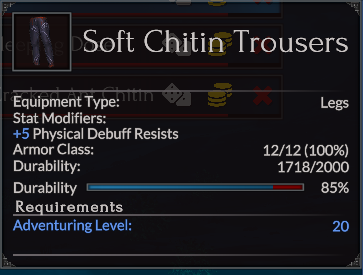 Soft Chitin Trousers
Equipment Type: Legs
Stat Modifiers:
+5 Physical Debuff Resists
Armor Class: 12/12 (100%)
Durability: 1718/2000
Durability 85%
Requirements
Adventuring Level: 20